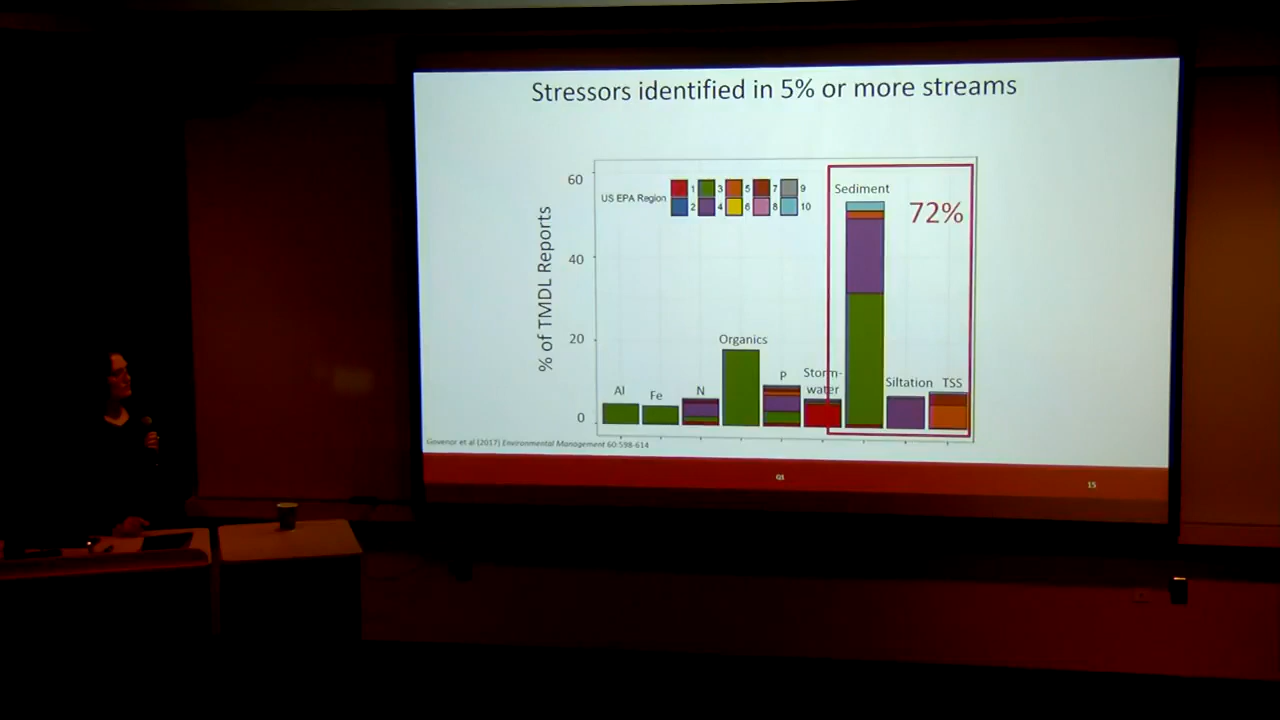 Stressors identified in 5% or more streams
% of TMDL Reports
60
40
20
0
US EPA Region
1 3 5 7 9
2 4 6 8 10
Sediment
72%
Organics
Al
Fe
N
P
Storm-
water
Siltation
TSS
Govenor et al (2017) Environmental Management 60:598-614
Q1
15